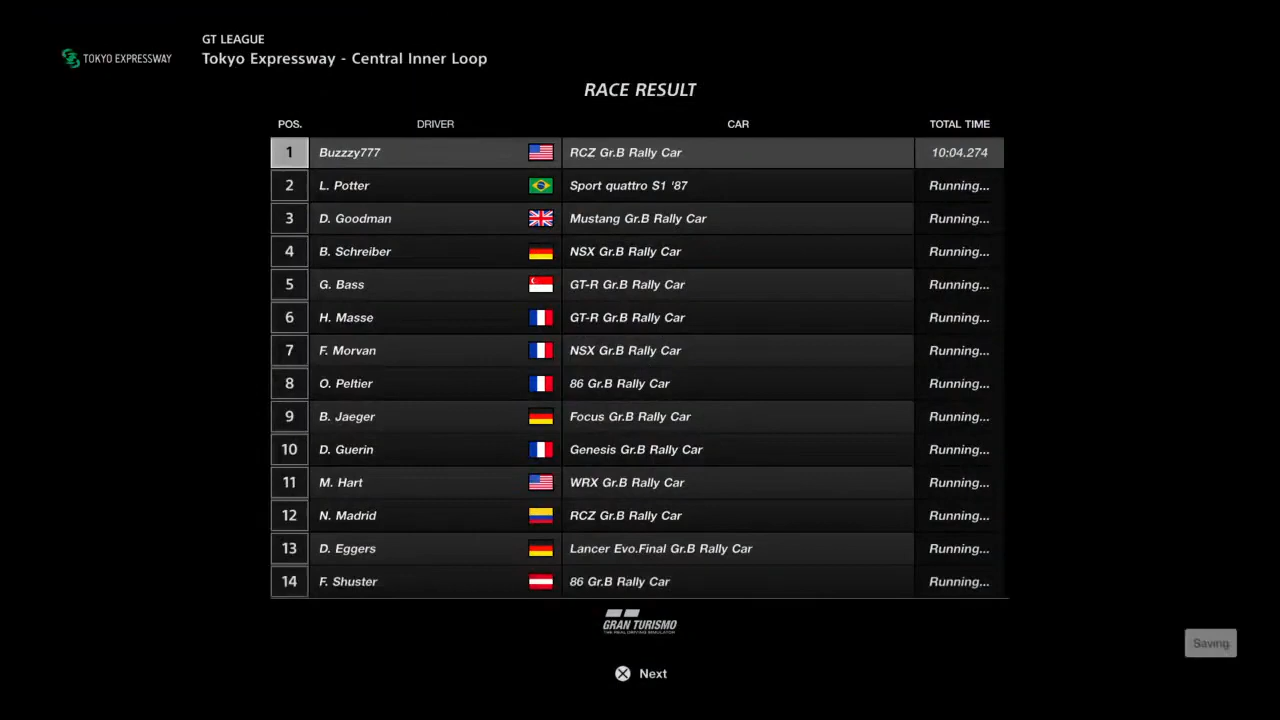 GT LEAGUE
TOKYO EXPRESSWAY
Tokyo Expressway - Central Inner Loop
RACE RESULT
POS. DRIVER CAR TOTAL TIME
1 Buzzzy777 RCZ Gr.B Rally Car 10:04.274
2 L. Potter Sport quattro S1 '87 Running...
3 D. Goodman Mustang Gr.B Rally Car Running...
4 B. Schreiber NSX Gr.B Rally Car Running...
5 G. Bass GT-R Gr.B Rally Car Running...
6 H. Masse GT-R Gr.B Rally Car Running...
7 F. Morvan NSX Gr.B Rally Car Running...
8 O. Peltier 86 Gr.B Rally Car Running...
9 B. Jaeger Focus Gr.B Rally Car Running...
10 D. Guerin Genesis Gr.B Rally Car Running...
11 M. Hart WRX Gr.B Rally Car Running...
12 N. Madrid RCZ Gr.B Rally Car Running...
13 D. Eggers Lancer Evo.Final Gr.B Rally Car Running...
14 F. Shuster 86 Gr.B Rally Car Running...
GRAN TURISMO
THE REAL DRIVING SIMULATOR
Saving
Next